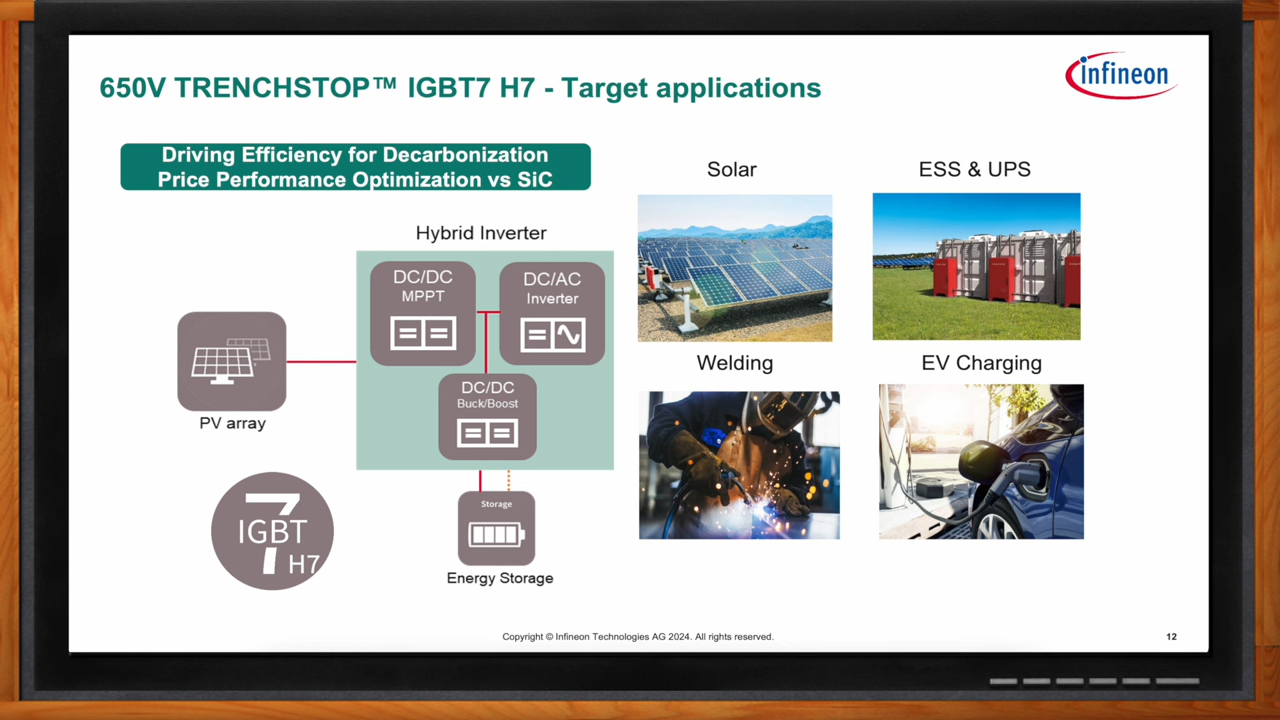 650V TRENCHSTOP™ IGBT7 H7 - Target applications
infineon
Driving Efficiency for Decarbonization
Price Performance Optimization vs SiC
Hybrid Inverter
DC/DC
MPPT
DC/AC
Inverter
DC/DC
Buck/Boost
PV array
Storage
Energy Storage
7
IGBT
H7
Solar
ESS & UPS
Welding
EV Charging
Copyright © Infineon Technologies AG 2024. All rights reserved.
12